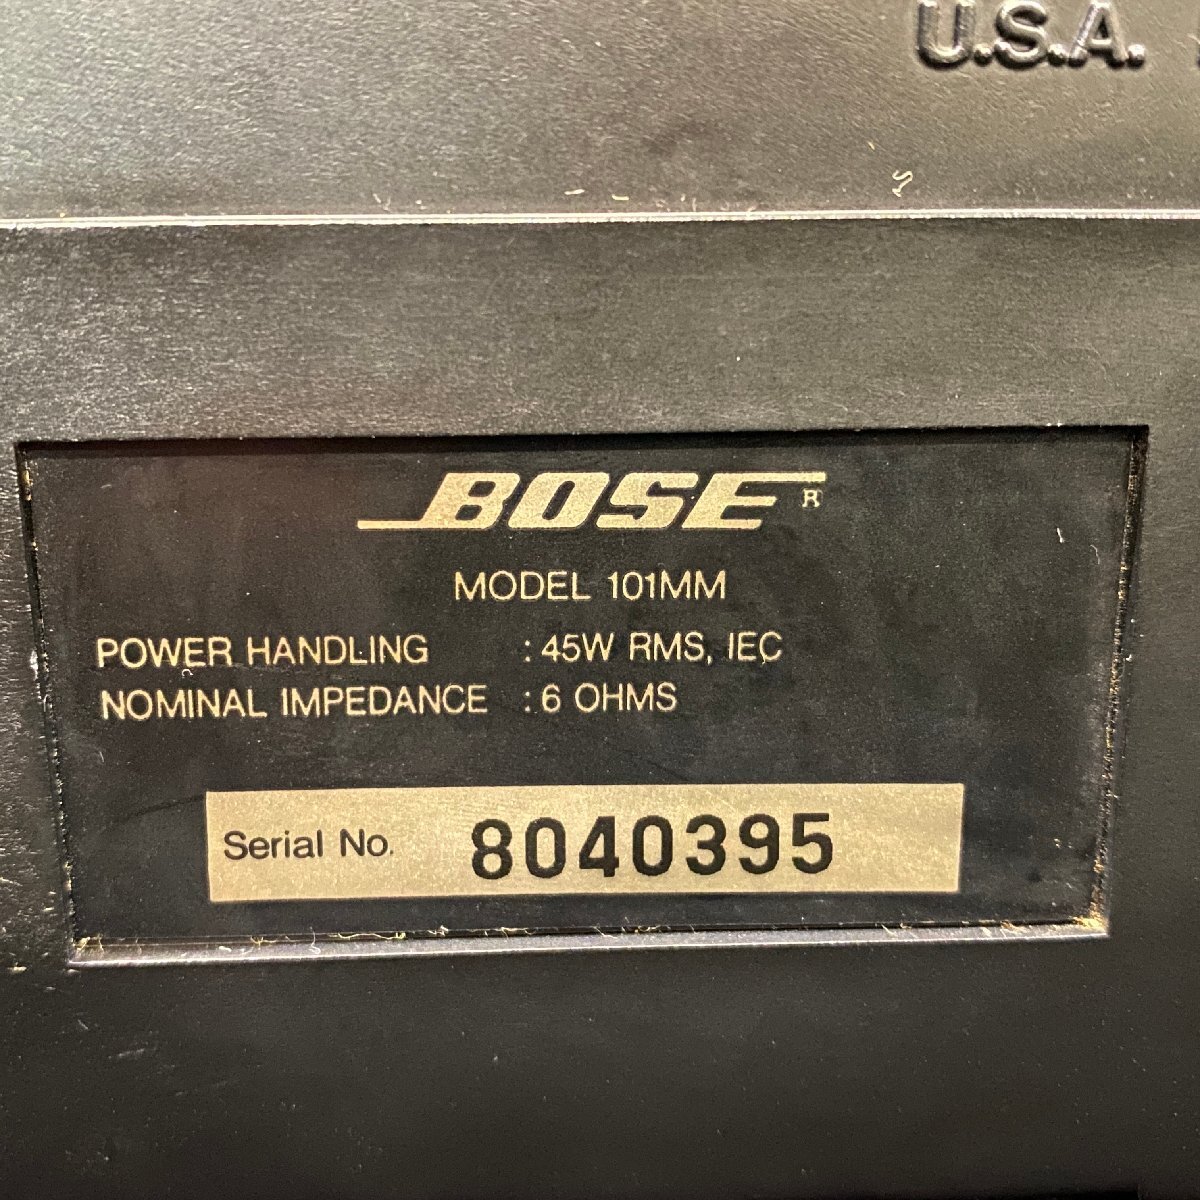 U.S.A.
BOSE®
MODEL 101MM
POWER HANDLING : 45W RMS, IEC
NOMINAL IMPEDANCE : 6 OHMS
Serial No. 8040395